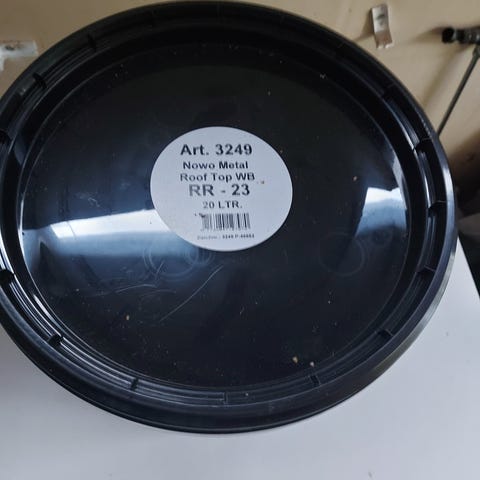 Art. 3249
Nowo Metal
Roof Top WB
RR - 23
20 LTR.